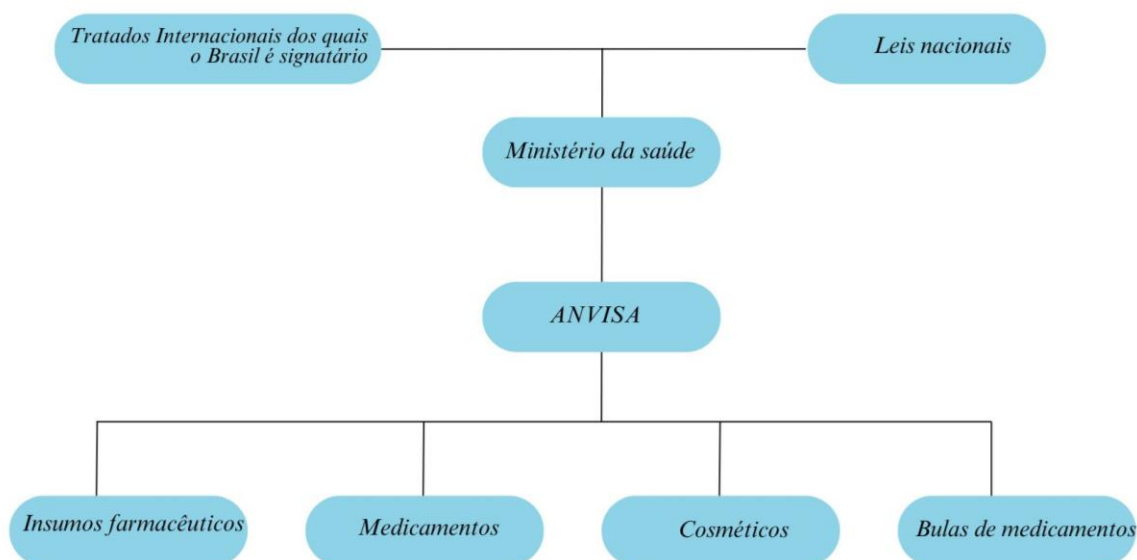 Tratados Internacionais dos quais
o Brasil é signatário
Leis nacionais
Ministério da saúde
ANVISA
Insumos farmacêuticos
Medicamentos
Cosméticos
Bulas de medicamentos